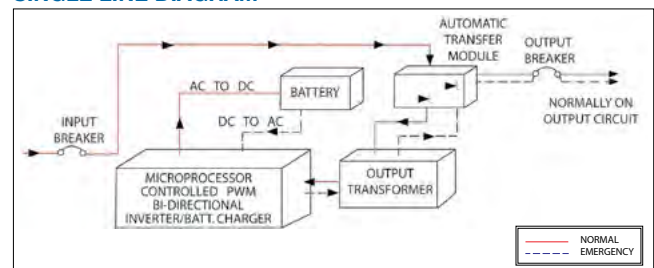 SINGLE LINE DIAGRAM
AUTOMATIC
TRANSFER
MODULE
OUTPUT
BREAKER
AC TO DC
BATTERY
DC TO AC
INPUT
BREAKER
NORMALLY ON
OUTPUT CIRCUIT
MICROPROCESSOR
CONTROLLED PWM
BI-DIRECTIONAL
INVERTER/BATT. CHARGER
OUTPUT
TRANSFORMER
NORMAL
EMERGENCY